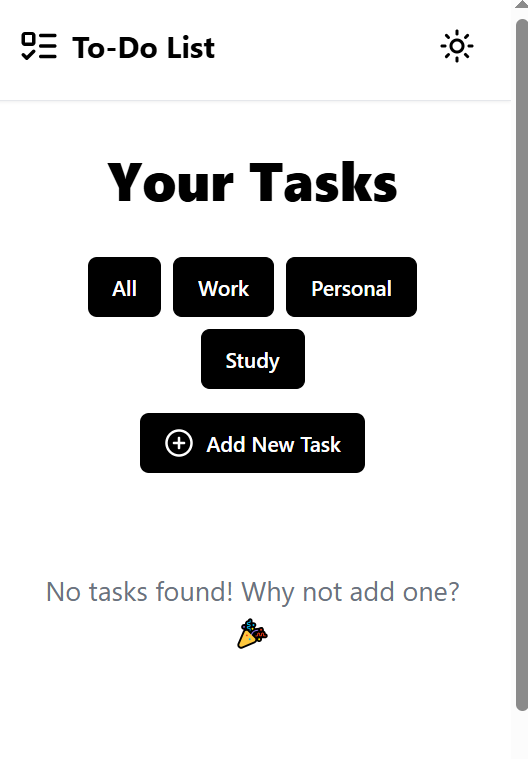 To-Do List
Your Tasks
All Work Personal
Study
Add New Task
No tasks found! Why not add one?
🎉